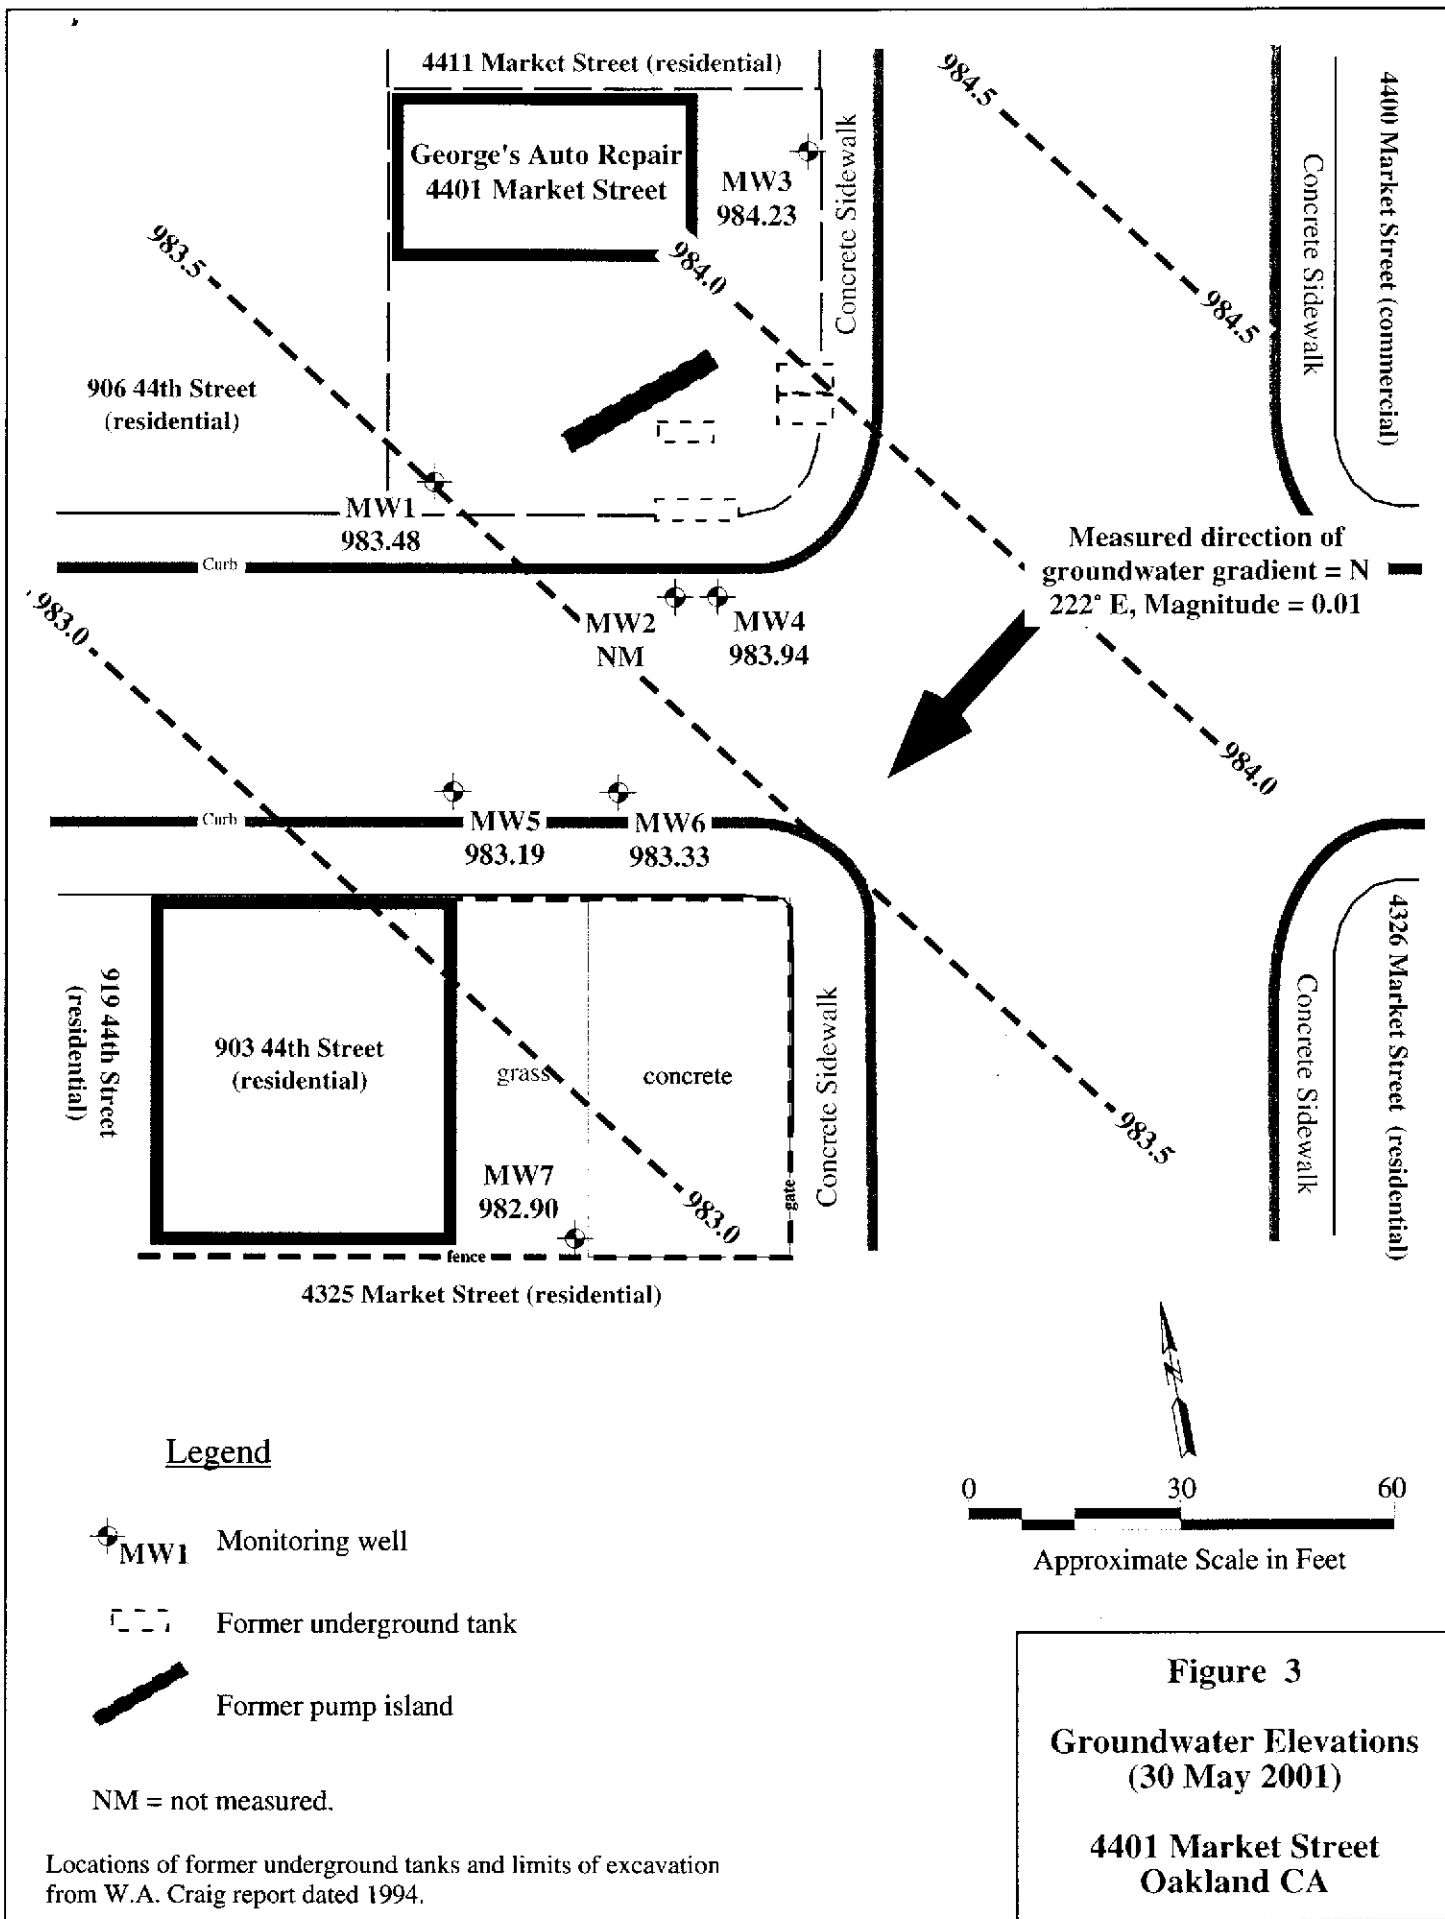 4411 Market Street (residential)
984.5
4400 Market Street (commercial)
George's Auto Repair
4401 Market Street
Concrete Sidewalk
Concrete Sidewalk
MW3
984.23
983.5
984.0
984.5
906 44th Street
(residential)
MW1
983.48
Measured direction of
groundwater gradient = N
222° E, Magnitude = 0.01
Curb
983.0
MW2
NM
MW4
983.94
984.0
Curb
MW5
983.19
MW6
983.33
919 44th Street
(residential)
903 44th Street
(residential)
grass
concrete
Concrete Sidewalk
Concrete Sidewalk
4326 Market Street (residential)
983.5
MW7
982.90
983.0
gate
fence
4325 Market Street (residential)
N
Legend
MW1 Monitoring well
Former underground tank
Former pump island
NM = not measured.
Locations of former underground tanks and limits of excavation
from W.A. Craig report dated 1994.
0 30 60
Approximate Scale in Feet
Figure 3
Groundwater Elevations
(30 May 2001)
4401 Market Street
Oakland CA